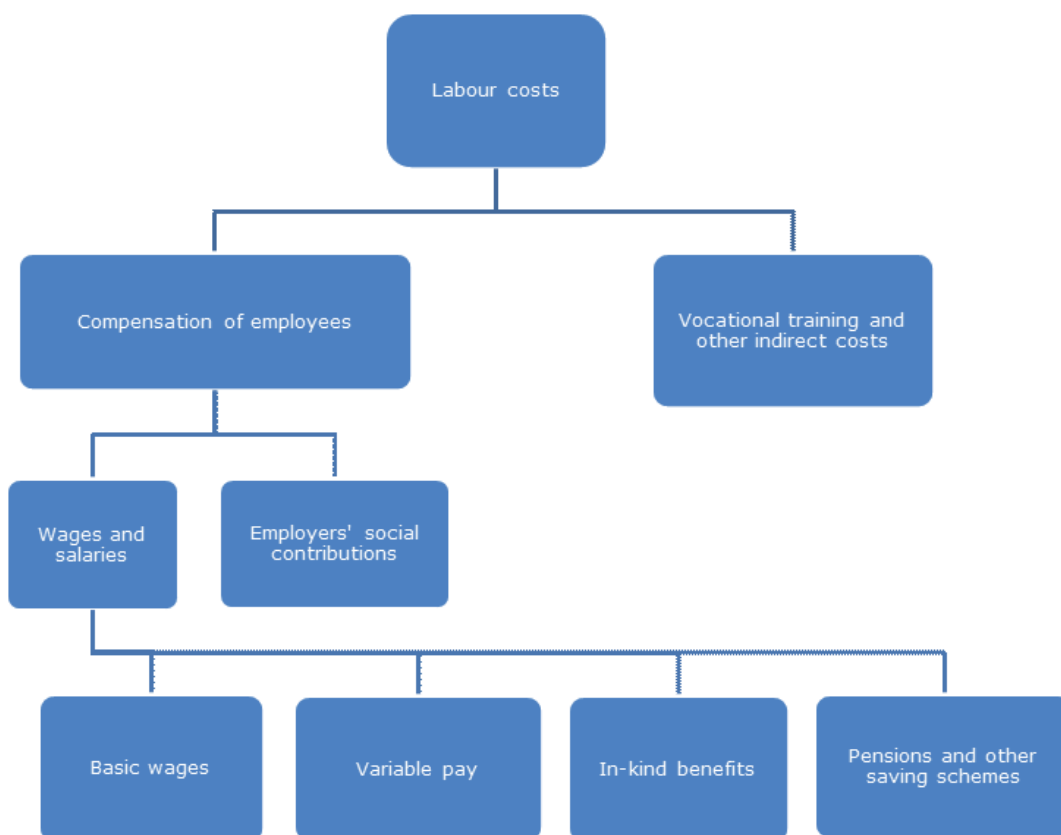 Labour costs
Compensation of employees
Vocational training and
other indirect costs
Wages and
salaries
Employers' social
contributions
Basic wages
Variable pay
In-kind benefits
Pensions and other
saving schemes